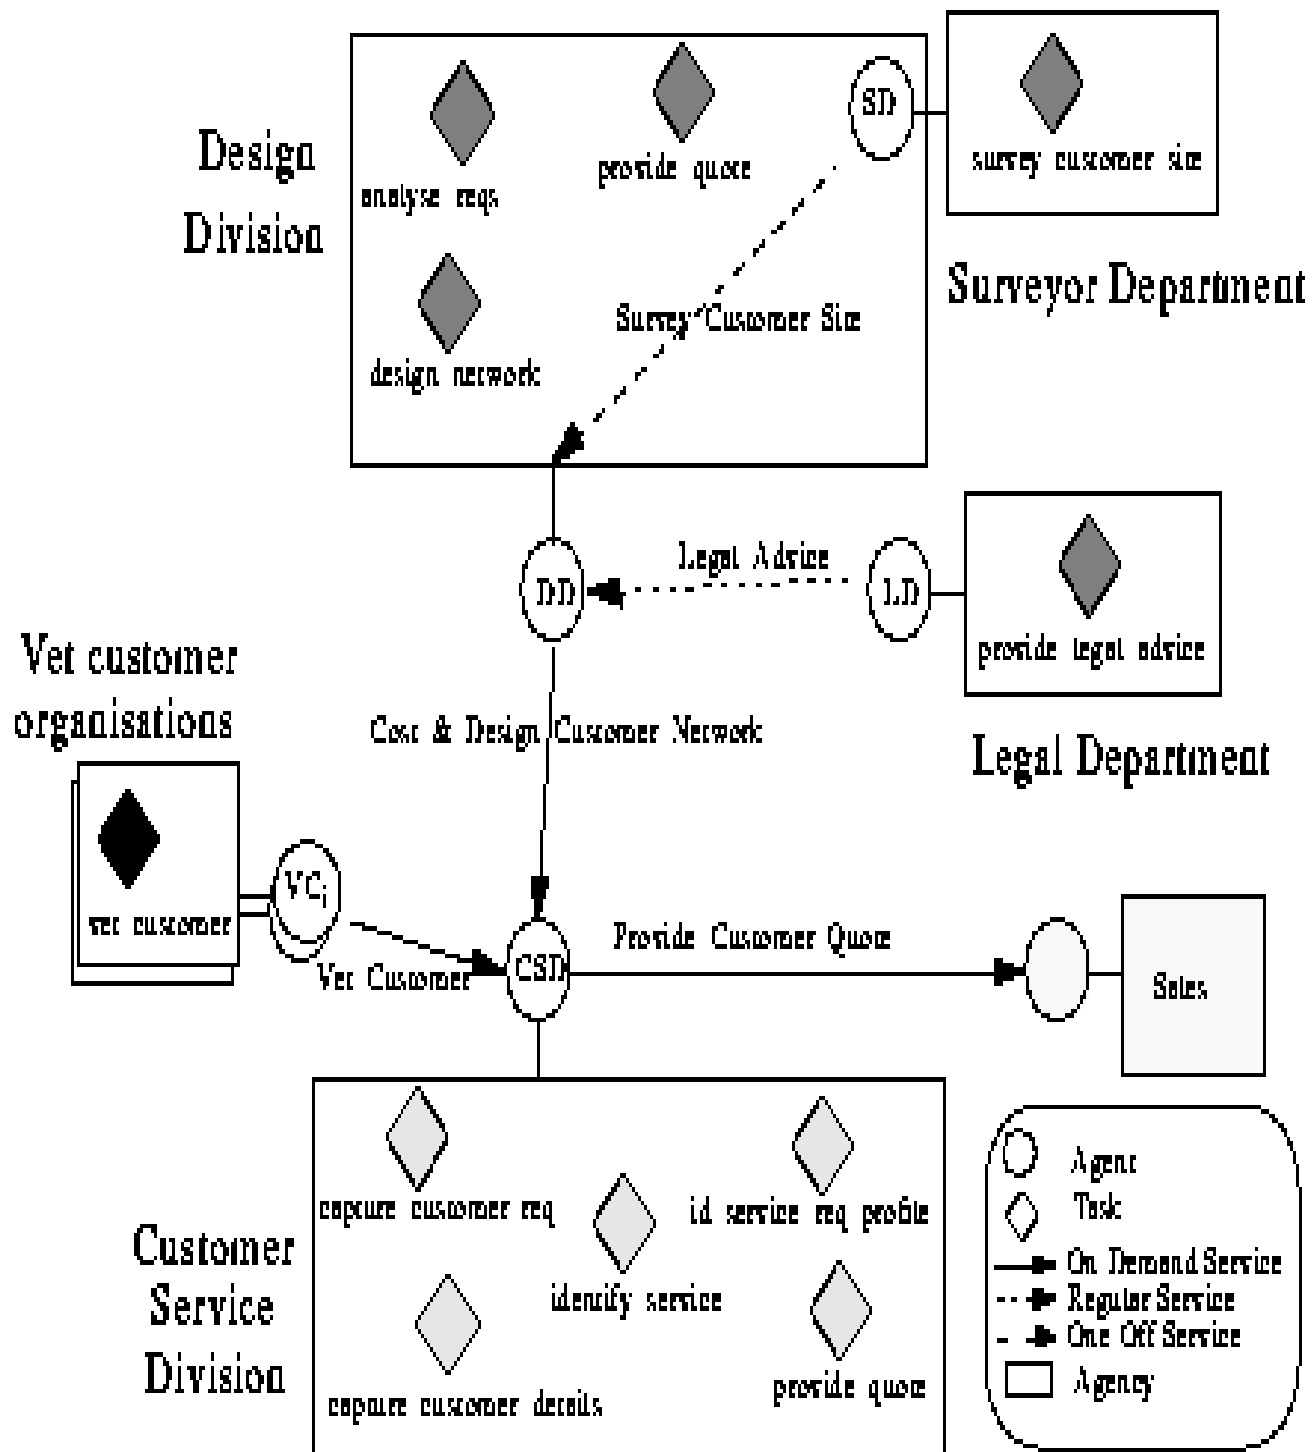 Design
Division
analyse reqs
provide quote
SD
survey customer site
Surveyor Department
design network
Survey Customer Site
DD
Legal Advice
LD
provide legal advice
Legal Department
Vet customer
organisations
Cost & Design Customer Network
vet customer
VCi
Vet Customer
CSD
Provide Customer Quote
Sales
Customer
Service
Division
capture customer req
id service req profile
identify service
capture customer details
provide quote
Agent
Task
On Demand Service
Regular Service
One Off Service
Agency